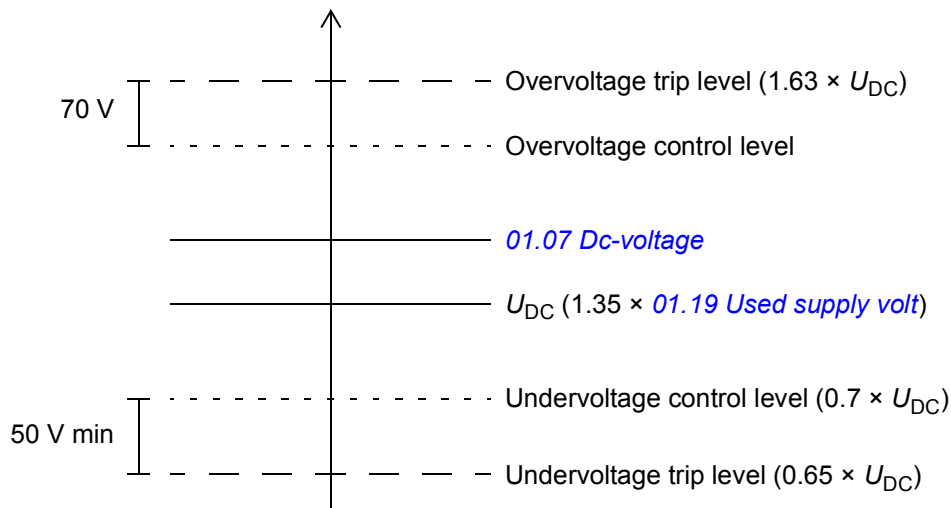 Overvoltage trip level (1.63 × UDC)
70 V
Overvoltage control level
01.07 Dc-voltage
UDC (1.35 × 01.19 Used supply volt)
Undervoltage control level (0.7 × UDC)
50 V min
Undervoltage trip level (0.65 × UDC)